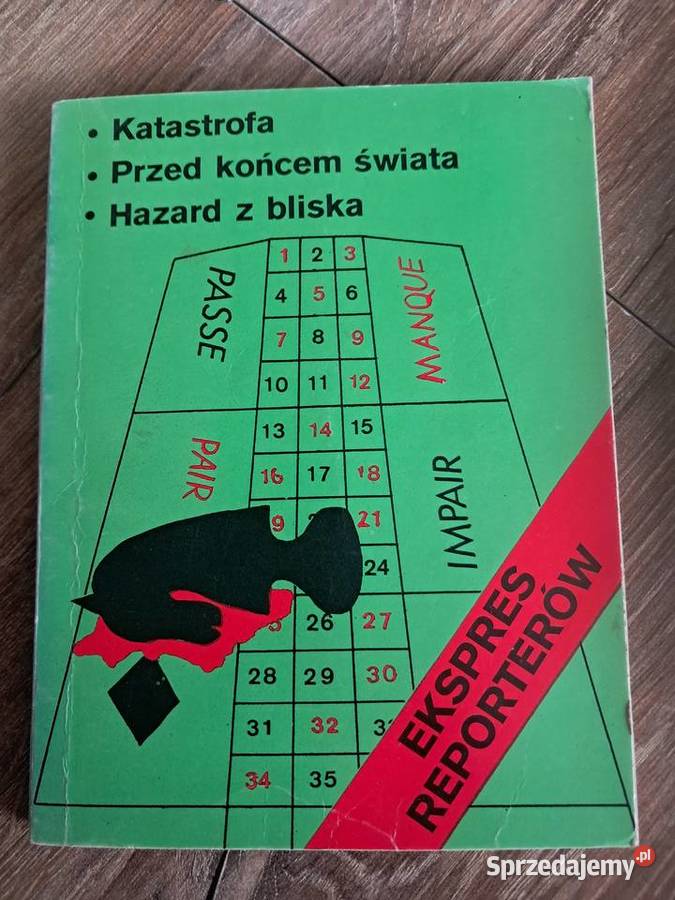 • Katastrofa
• Przed końcem świata
• Hazard z bliska
PASSE
MANQUE
1 2 3
4 5 6
7 8 9
10 11 12
PAIR
IMPAIR
13 14 15
16 17 18
21
24
26 27
28 29 30
31 32
34 35
EKSPRES
REPORTERÓW
Sprzedajemy.pl